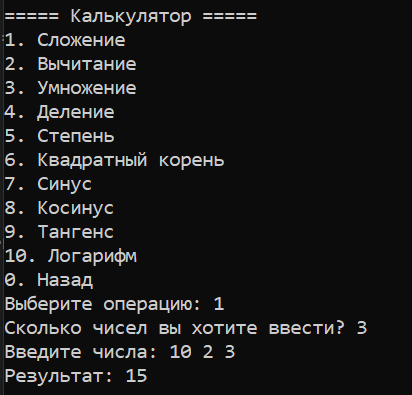 ===== Калькулятор =====
1. Сложение
2. Вычитание
3. Умножение
4. Деление
5. Степень
6. Квадратный корень
7. Синус
8. Косинус
9. Тангенс
10. Логарифм
0. Назад
Выберите операцию: 1
Сколько чисел вы хотите ввести? 3
Введите числа: 10 2 3
Результат: 15